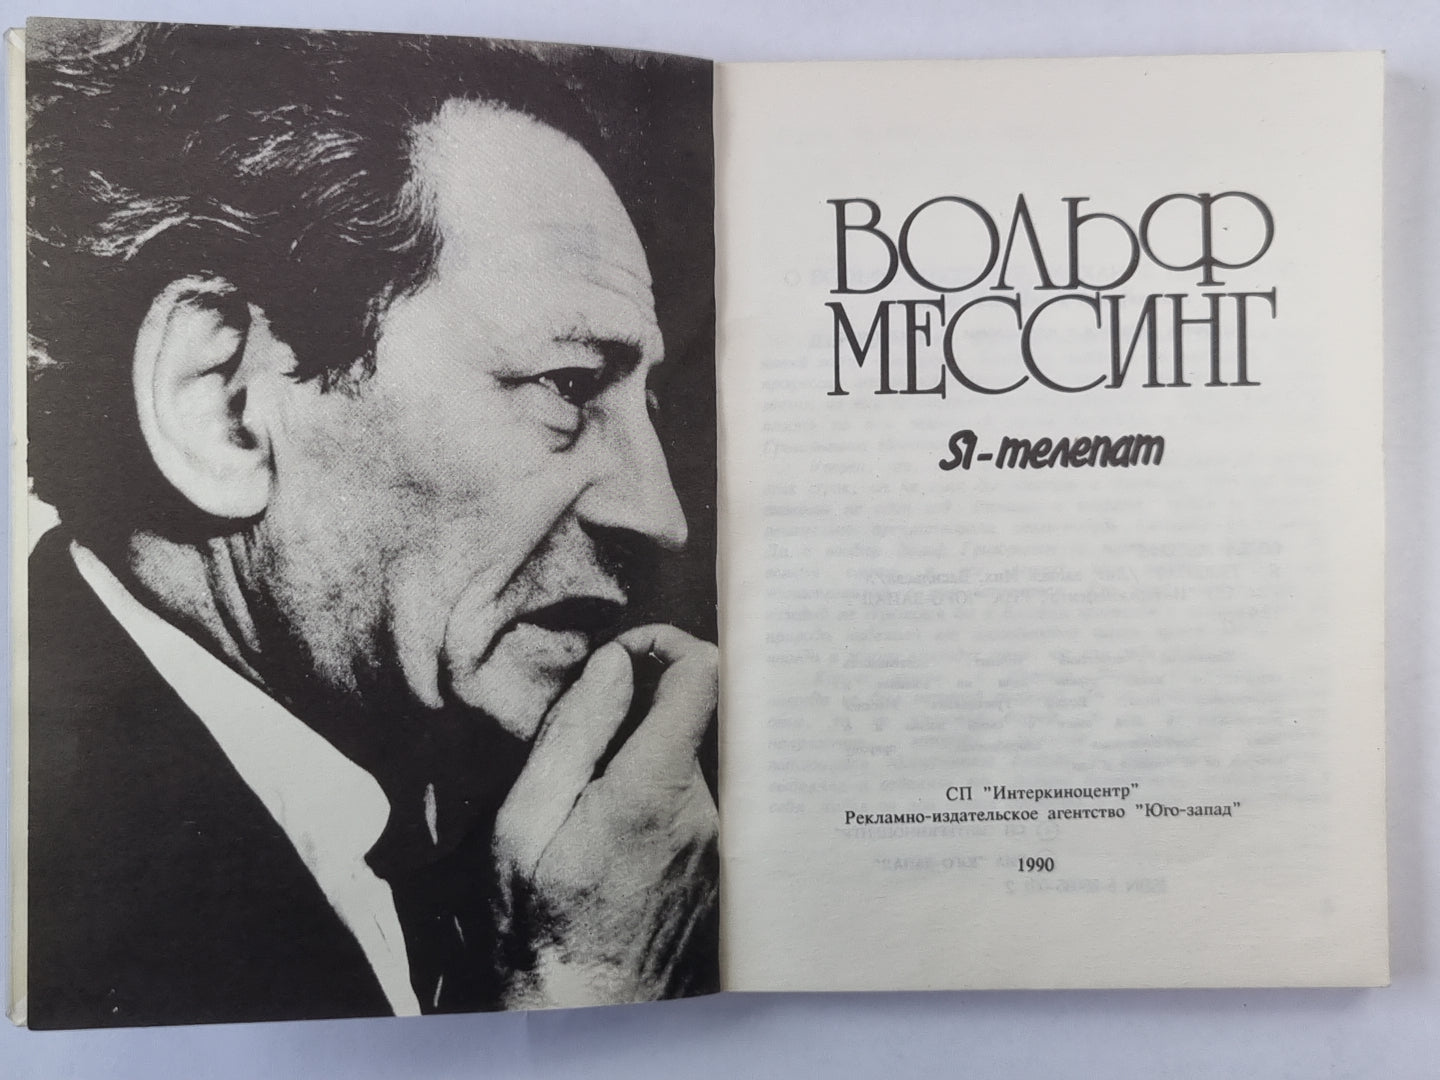 ВОЛЬФ
МЕССИНГ
Я-телепат
СП "Интеркиноцентр"
Рекламно-издательское агентство "Юго-запад"
1990